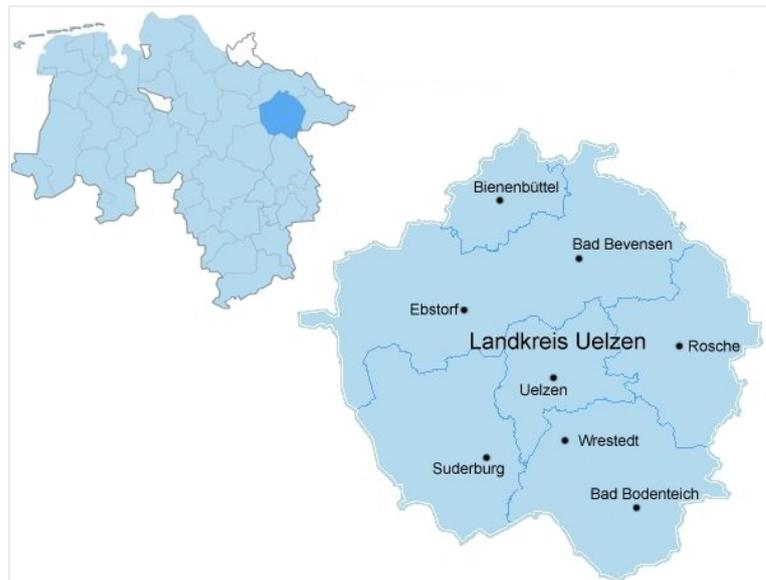 Bienenbüttel
Bad Bevensen
Ebstorf
Landkreis Uelzen
Rosche
Uelzen
Wrestedt
Suderburg
Bad Bodenteich